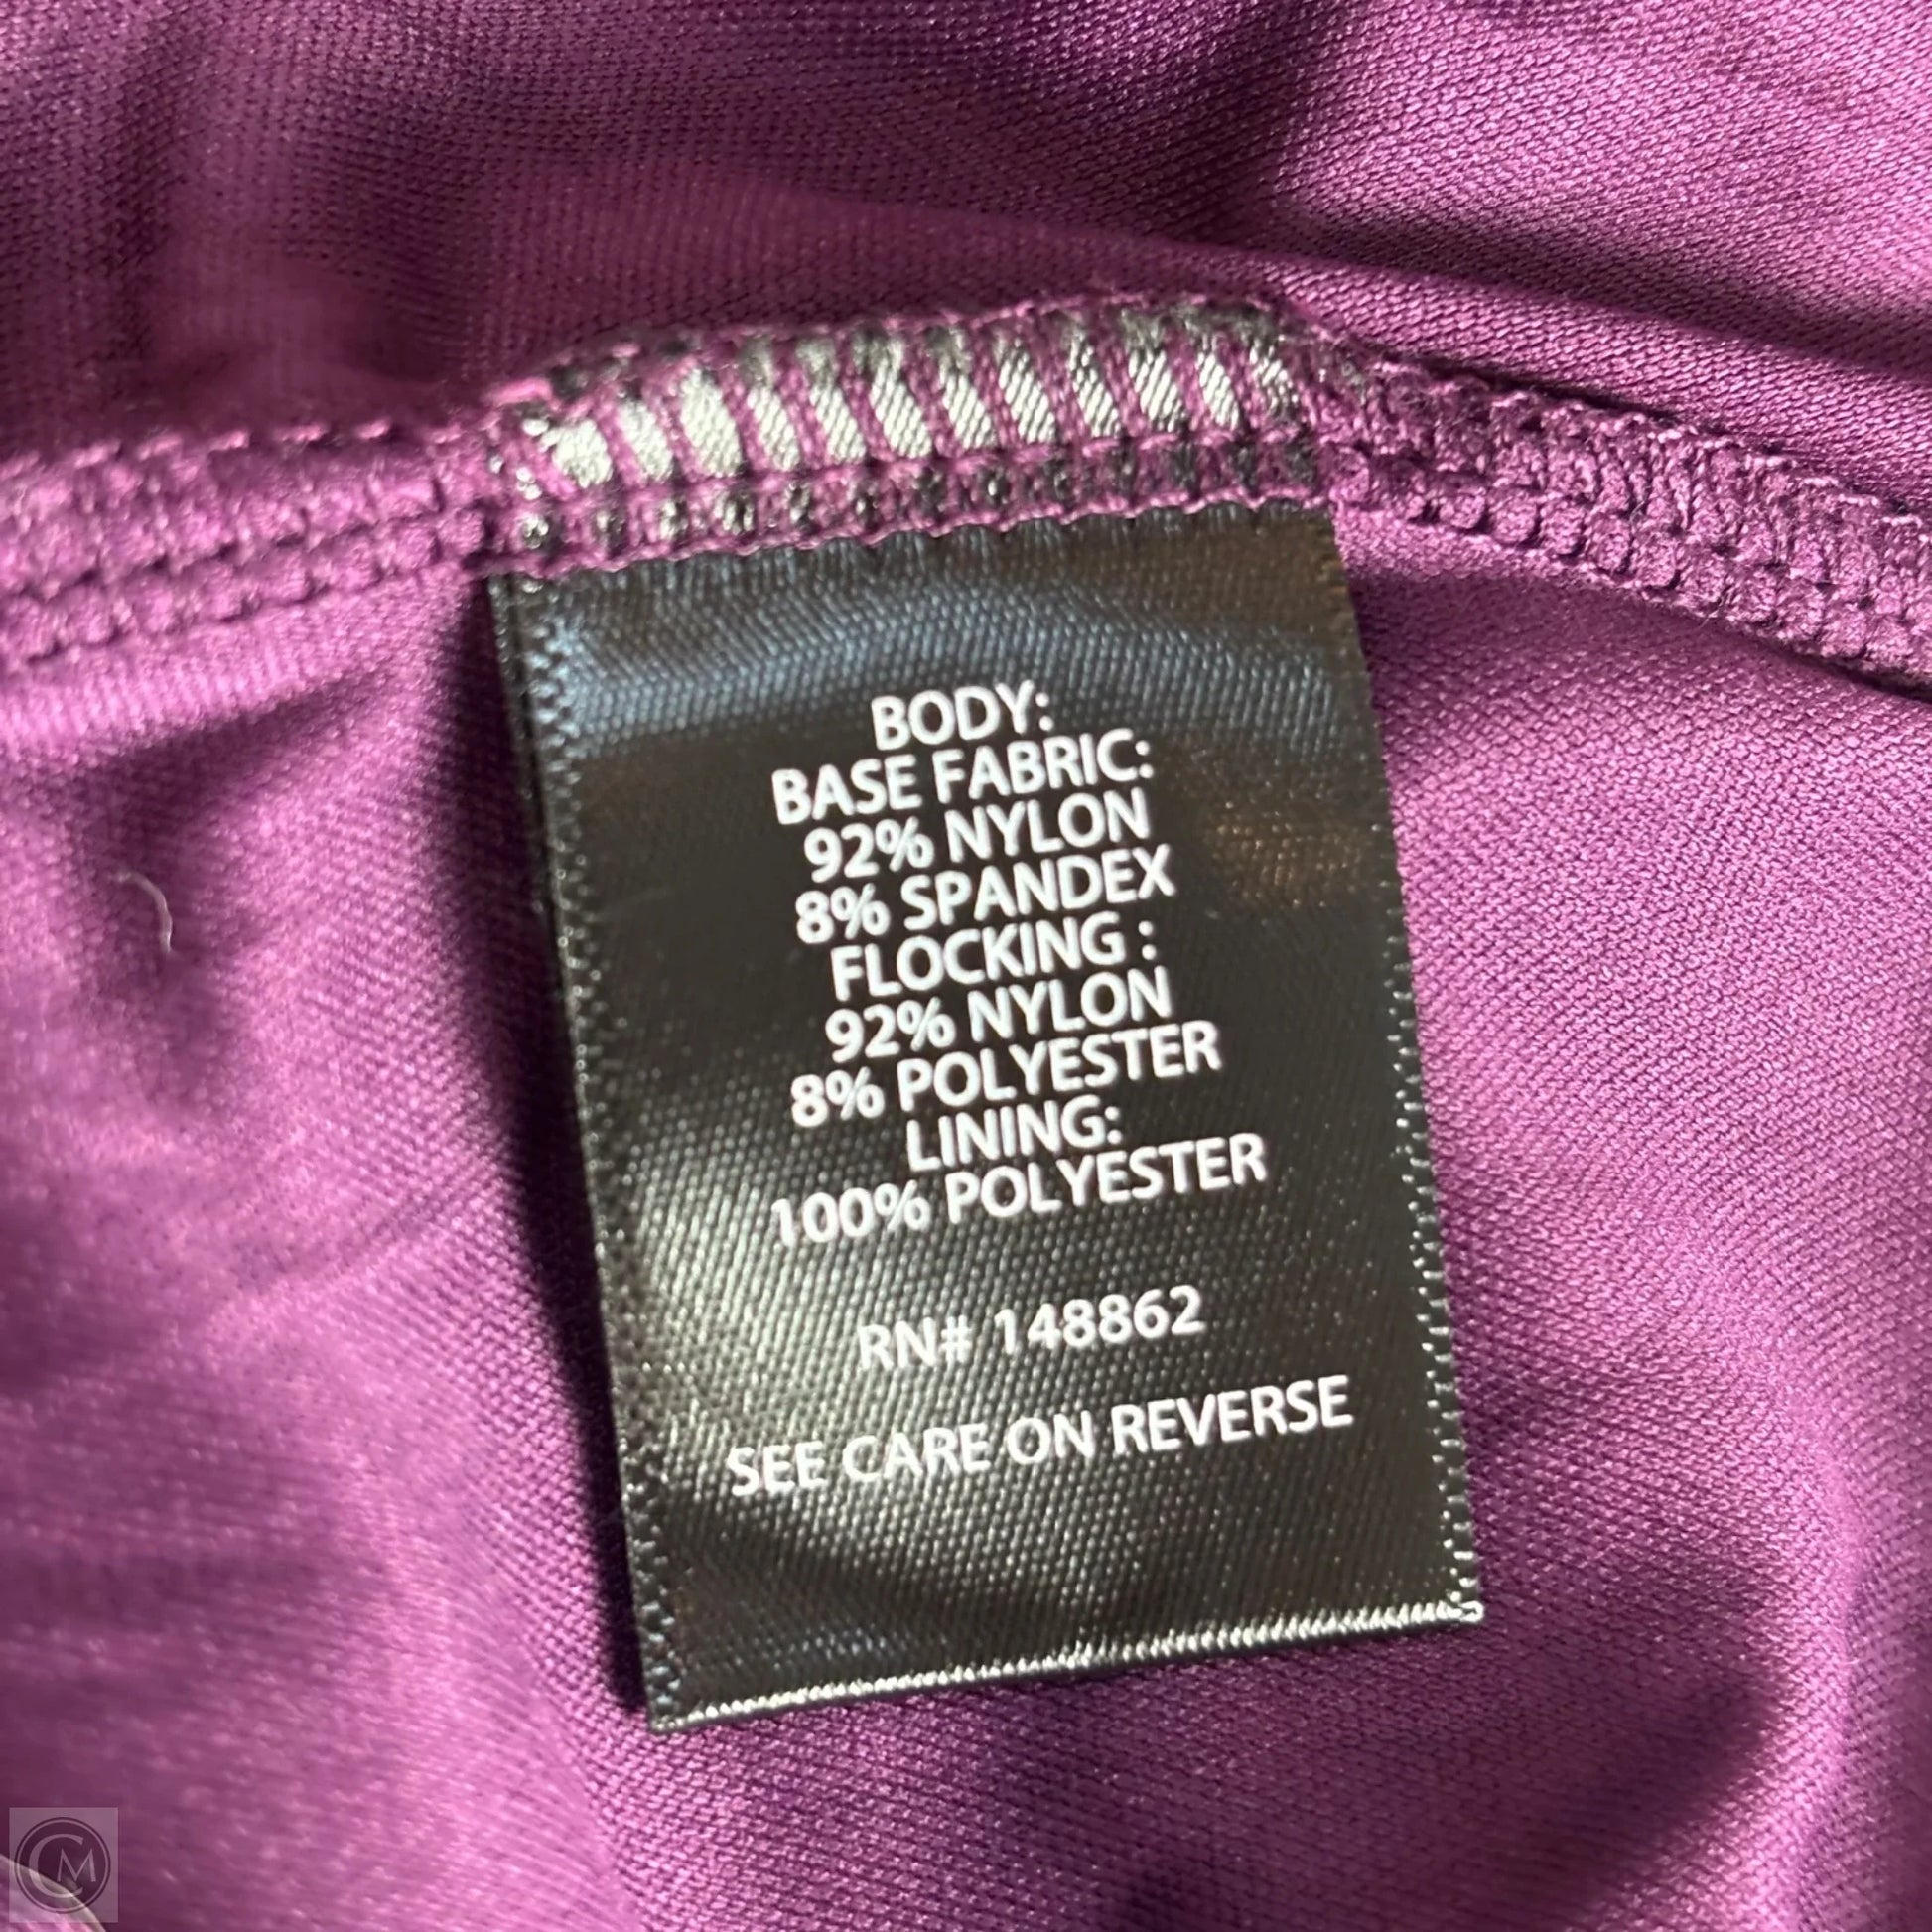 BODY:
BASE FABRIC:
92% NYLON
8% SPANDEX
FLOCKING :
92% NYLON
8% POLYESTER
LINING:
100% POLYESTER
RN# 148862
SEE CARE ON REVERSE
CM